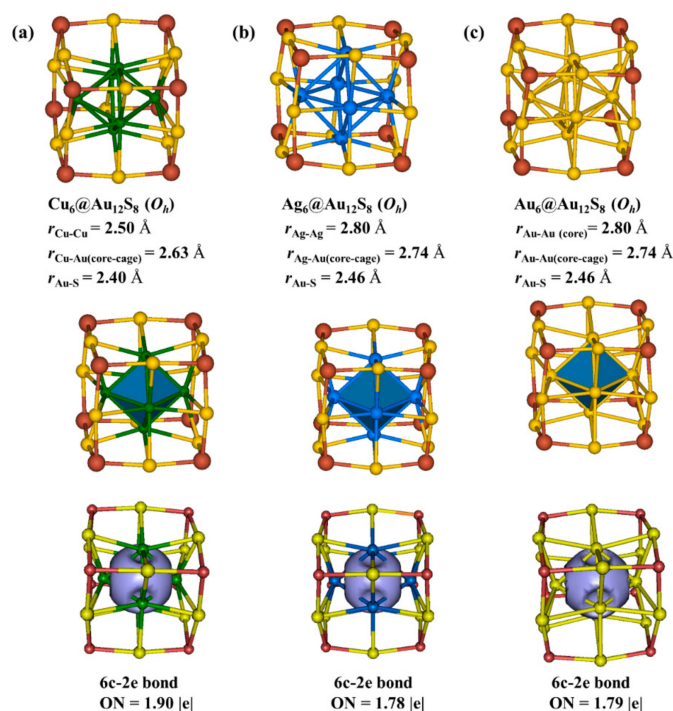 (a) (b) (c)
Cu6@Au12S8 (Oh) Ag6@Au12S8 (Oh) Au6@Au12S8 (Oh)
rCu-Cu = 2.50 Å rAg-Ag = 2.80 Å rAu-Au (core) = 2.80 Å
rCu-Au(core-cage) = 2.63 Å rAg-Au(core-cage) = 2.74 Å rAu-Au(core-cage) = 2.74 Å
rAu-S = 2.40 Å rAu-S = 2.46 Å rAu-S = 2.46 Å
6c-2e bond 6c-2e bond 6c-2e bond
ON = 1.90 |e| ON = 1.78 |e| ON = 1.79 |e|